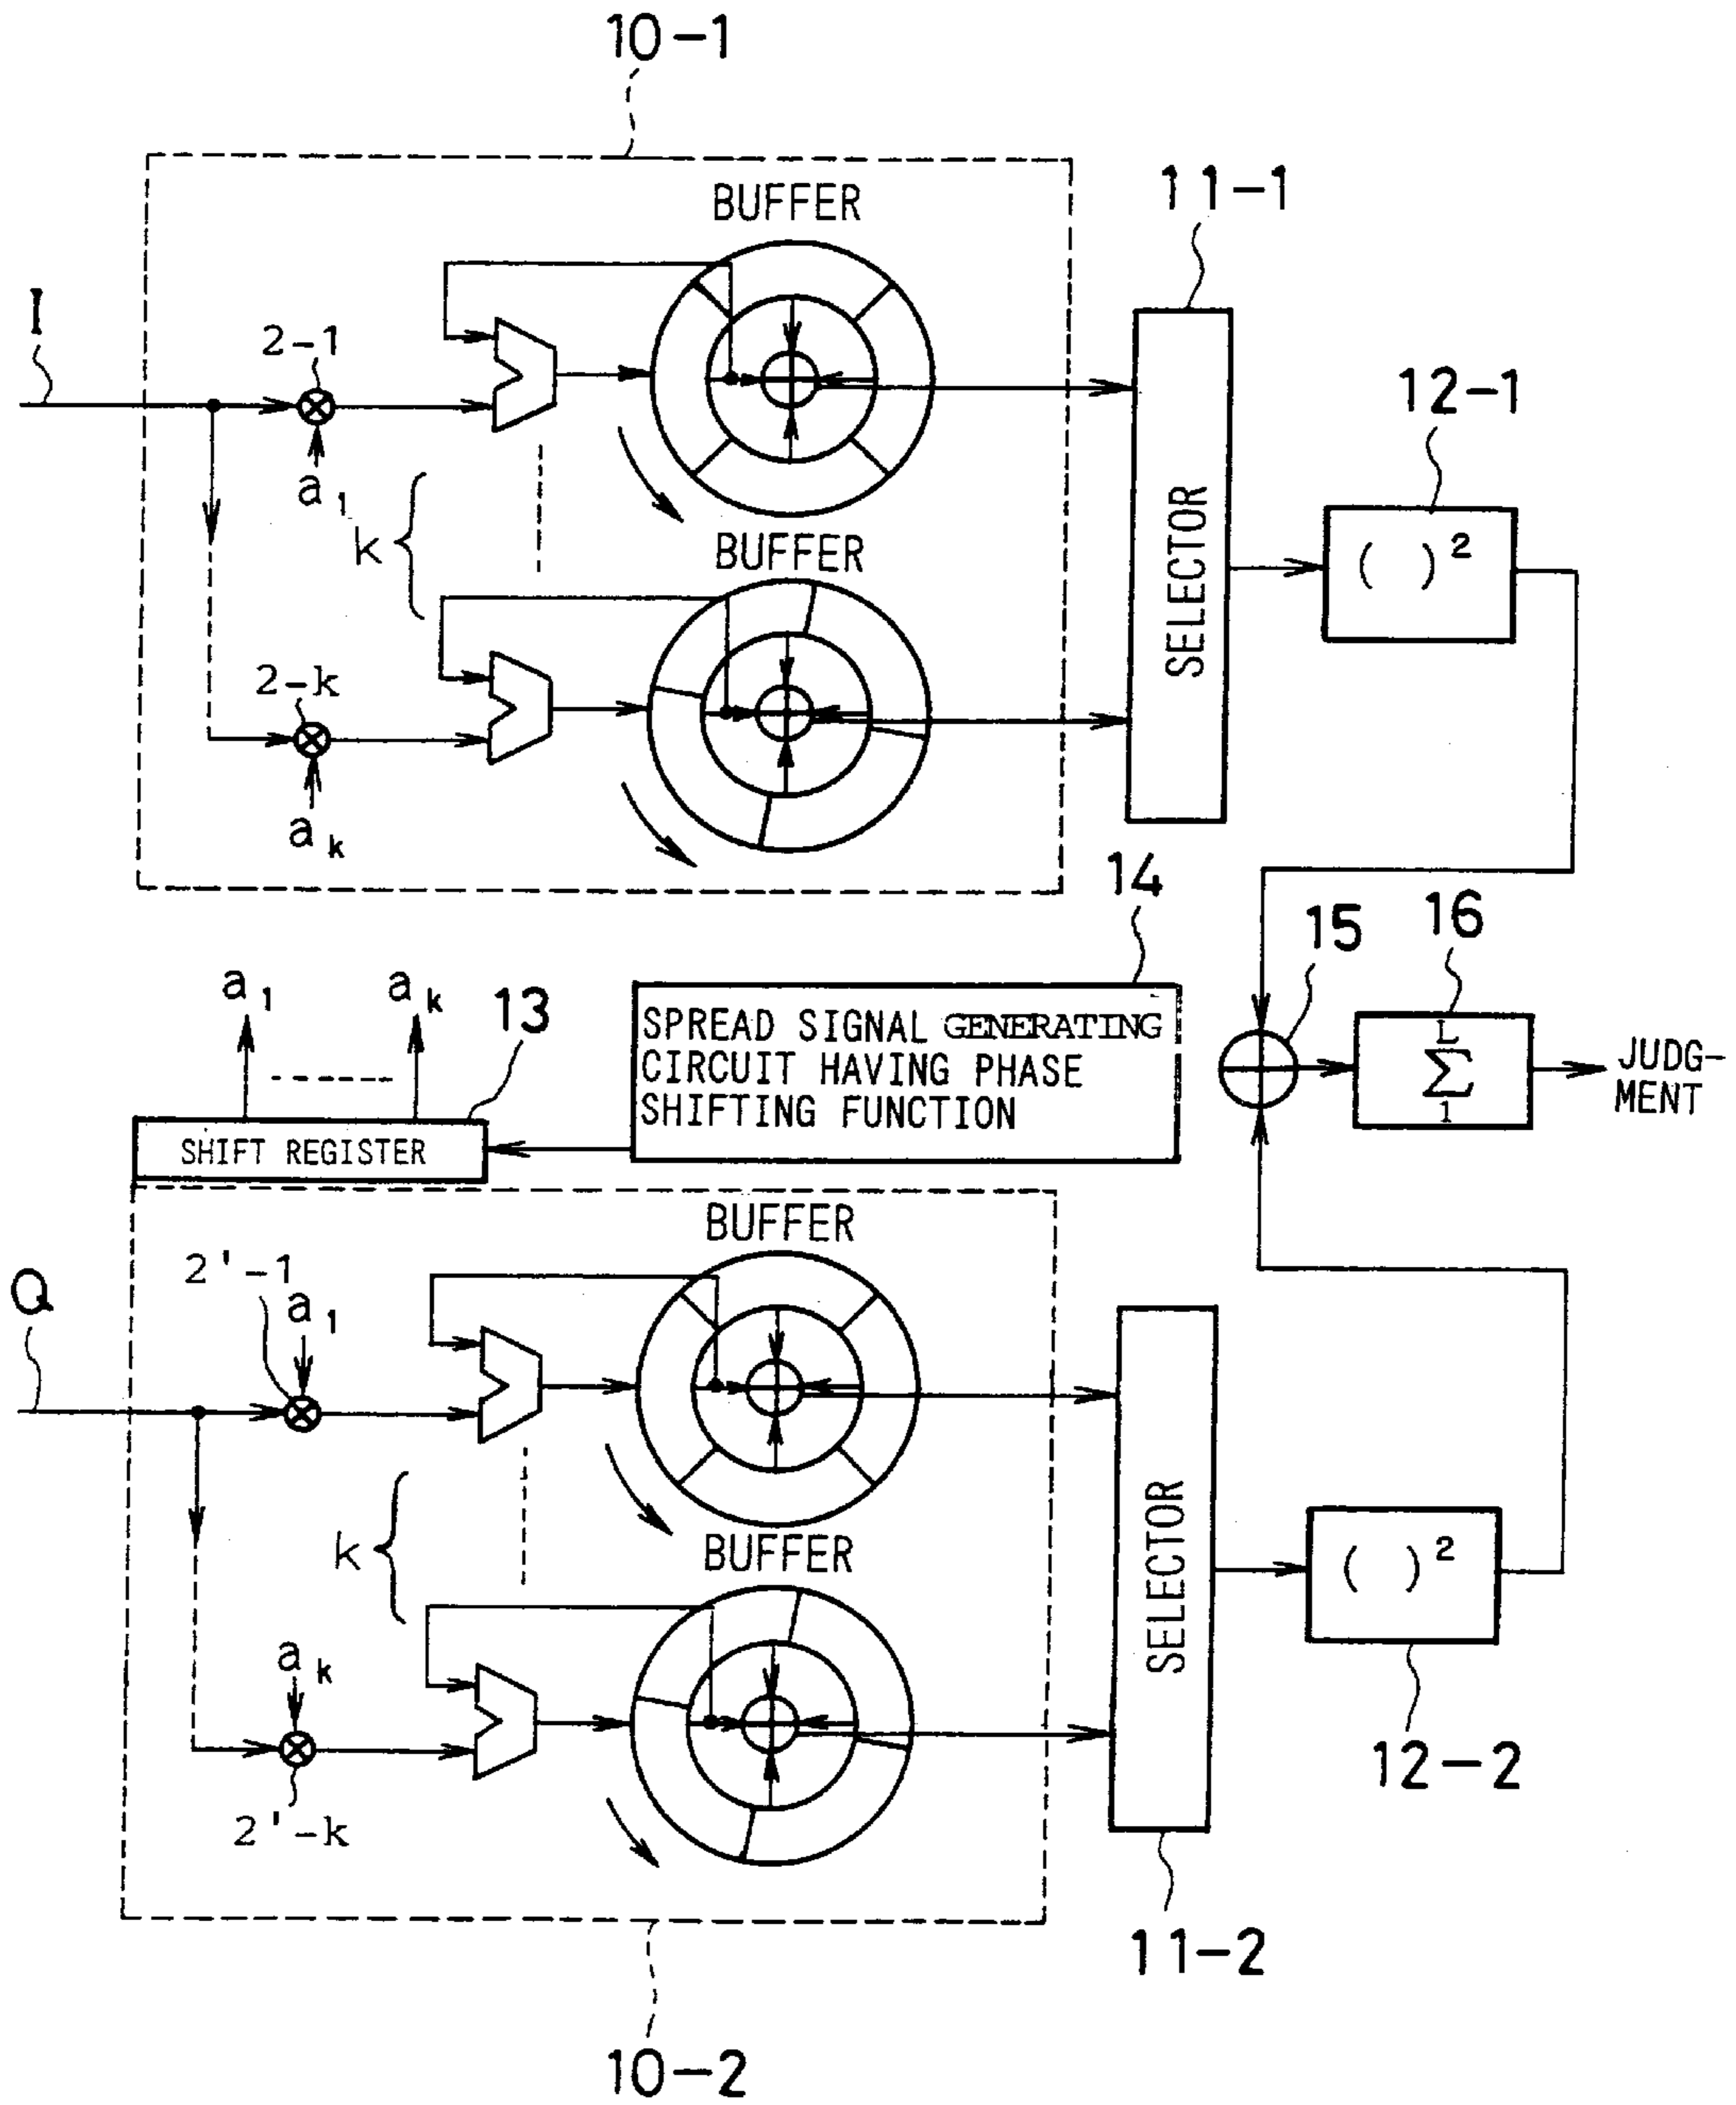 10-1
BUFFER
11-1
I
2-1
a1
12-1
k
BUFFER
SELECTOR
( )²
2-k
ak
14
15
16
a1
ak
13
SPREAD SIGNAL GENERATING
CIRCUIT HAVING PHASE
SHIFTING FUNCTION
L
Σ
1
JUDG-
MENT
SHIFT REGISTER
BUFFER
2'-1
a1
Q
k
BUFFER
SELECTOR
( )²
ak
2'-k
12-2
11-2
10-2